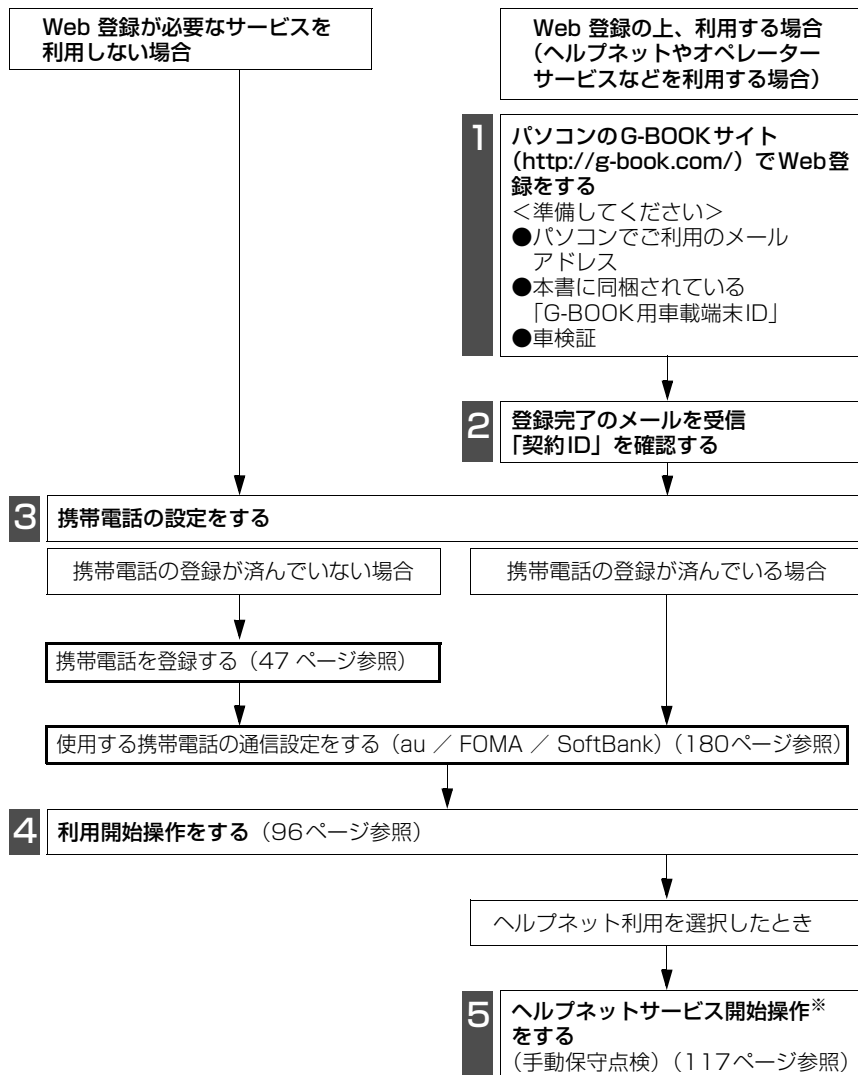 Web 登録が必要なサービスを
利用しない場合
Web 登録の上、利用する場合
(ヘルプネットやオペレーター
サービスなどを利用する場合)
1
パソコンのG-BOOKサイト
(http://g-book.com/)でWeb登
録をする
<準備してください>
●パソコンでご利用のメール
アドレス
●本書に同梱されている
「G-BOOK用車載端末ID」
●車検証
2
登録完了のメールを受信
「契約ID」を確認する
3
携帯電話の設定をする
携帯電話の登録が済んでいない場合
携帯電話の登録が済んでいる場合
携帯電話を登録する(47 ページ参照)
使用する携帯電話の通信設定をする(au / FOMA / SoftBank)(180ページ参照)
4
利用開始操作をする(96ページ参照)
ヘルプネット利用を選択したとき
5
ヘルプネットサービス開始操作※
をする
(手動保守点検)(117ページ参照)